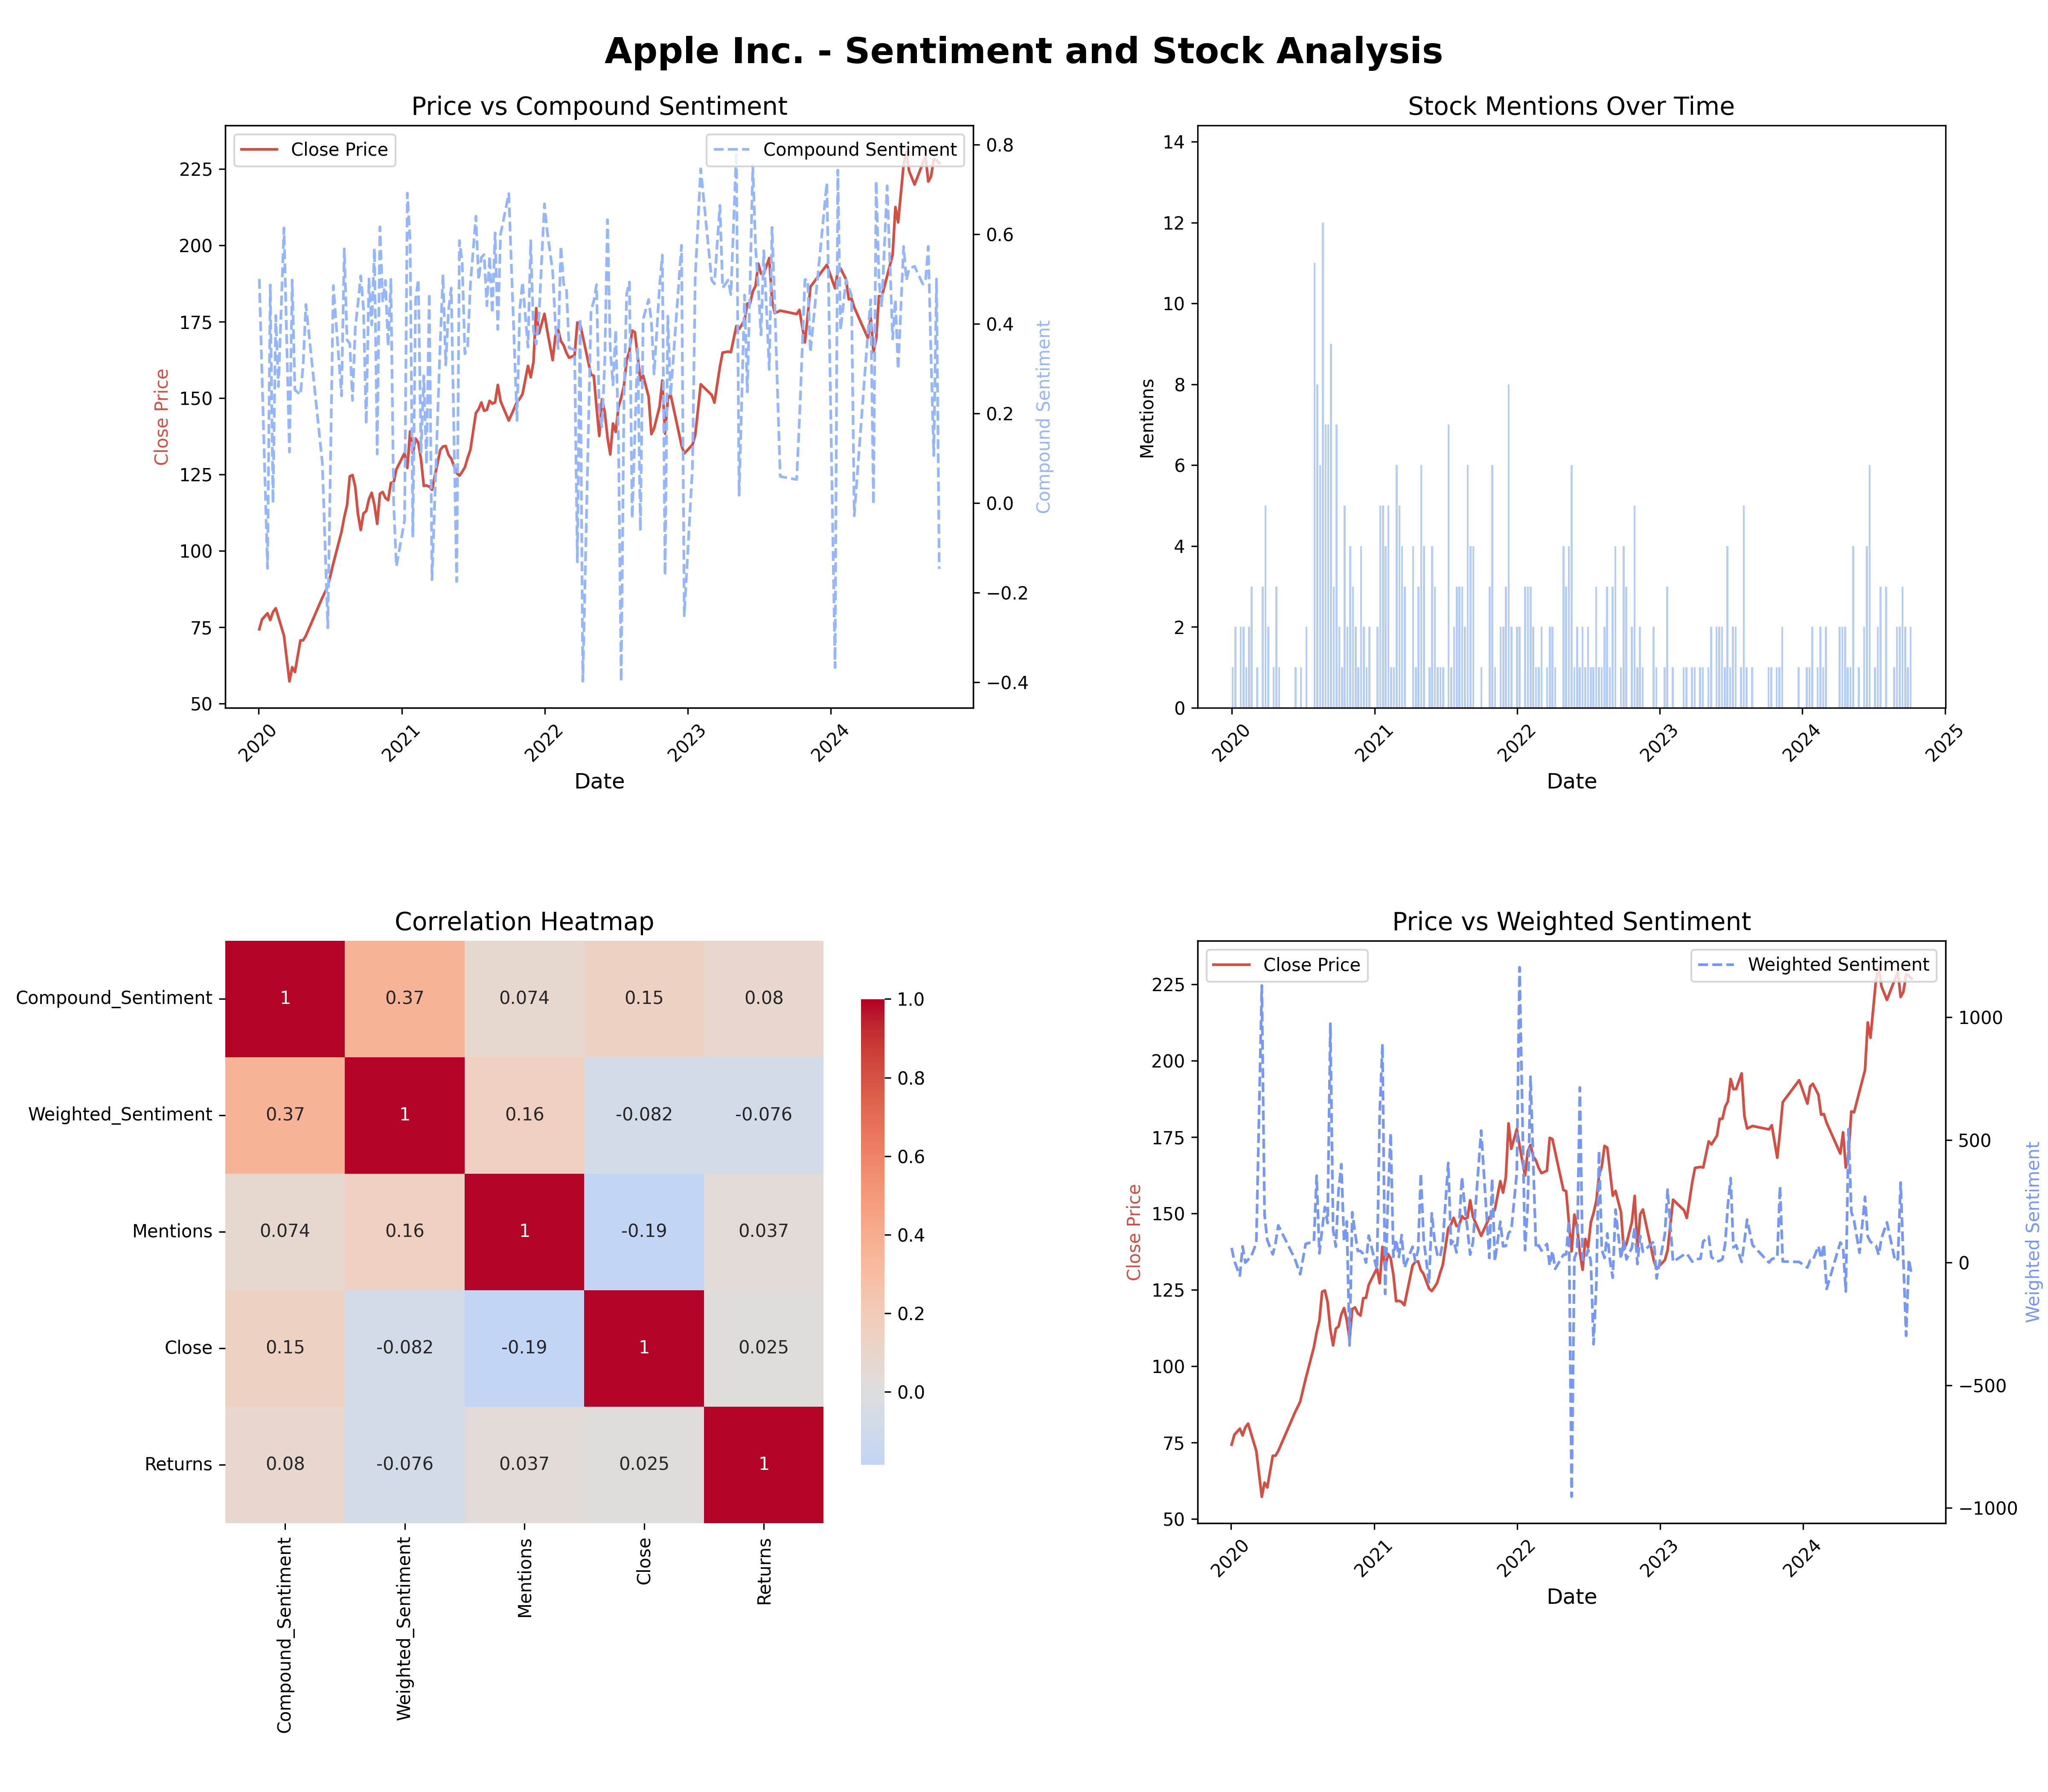 Apple Inc. - Sentiment and Stock Analysis
Price vs Compound Sentiment
Close Price
Compound Sentiment
225
200
175
150
125
100
75
50
Close Price
0.8
0.6
0.4
0.2
0.0
−0.2
−0.4
Compound Sentiment
2020
2021
2022
2023
2024
Date
Stock Mentions Over Time
14
12
10
8
6
4
2
0
Mentions
2020
2021
2022
2023
2024
2025
Date
Correlation Heatmap
Compound_Sentiment 1 0.37 0.074 0.15 0.08
Weighted_Sentiment 0.37 1 0.16 -0.082 -0.076
Mentions 0.074 0.16 1 -0.19 0.037
Close 0.15 -0.082 -0.19 1 0.025
Returns 0.08 -0.076 0.037 0.025 1
Compound_Sentiment
Weighted_Sentiment
Mentions
Close
Returns
1.0
0.8
0.6
0.4
0.2
0.0
Price vs Weighted Sentiment
Close Price
Weighted Sentiment
225
200
175
150
125
100
75
50
Close Price
1000
500
0
−500
−1000
Weighted Sentiment
2020
2021
2022
2023
2024
Date